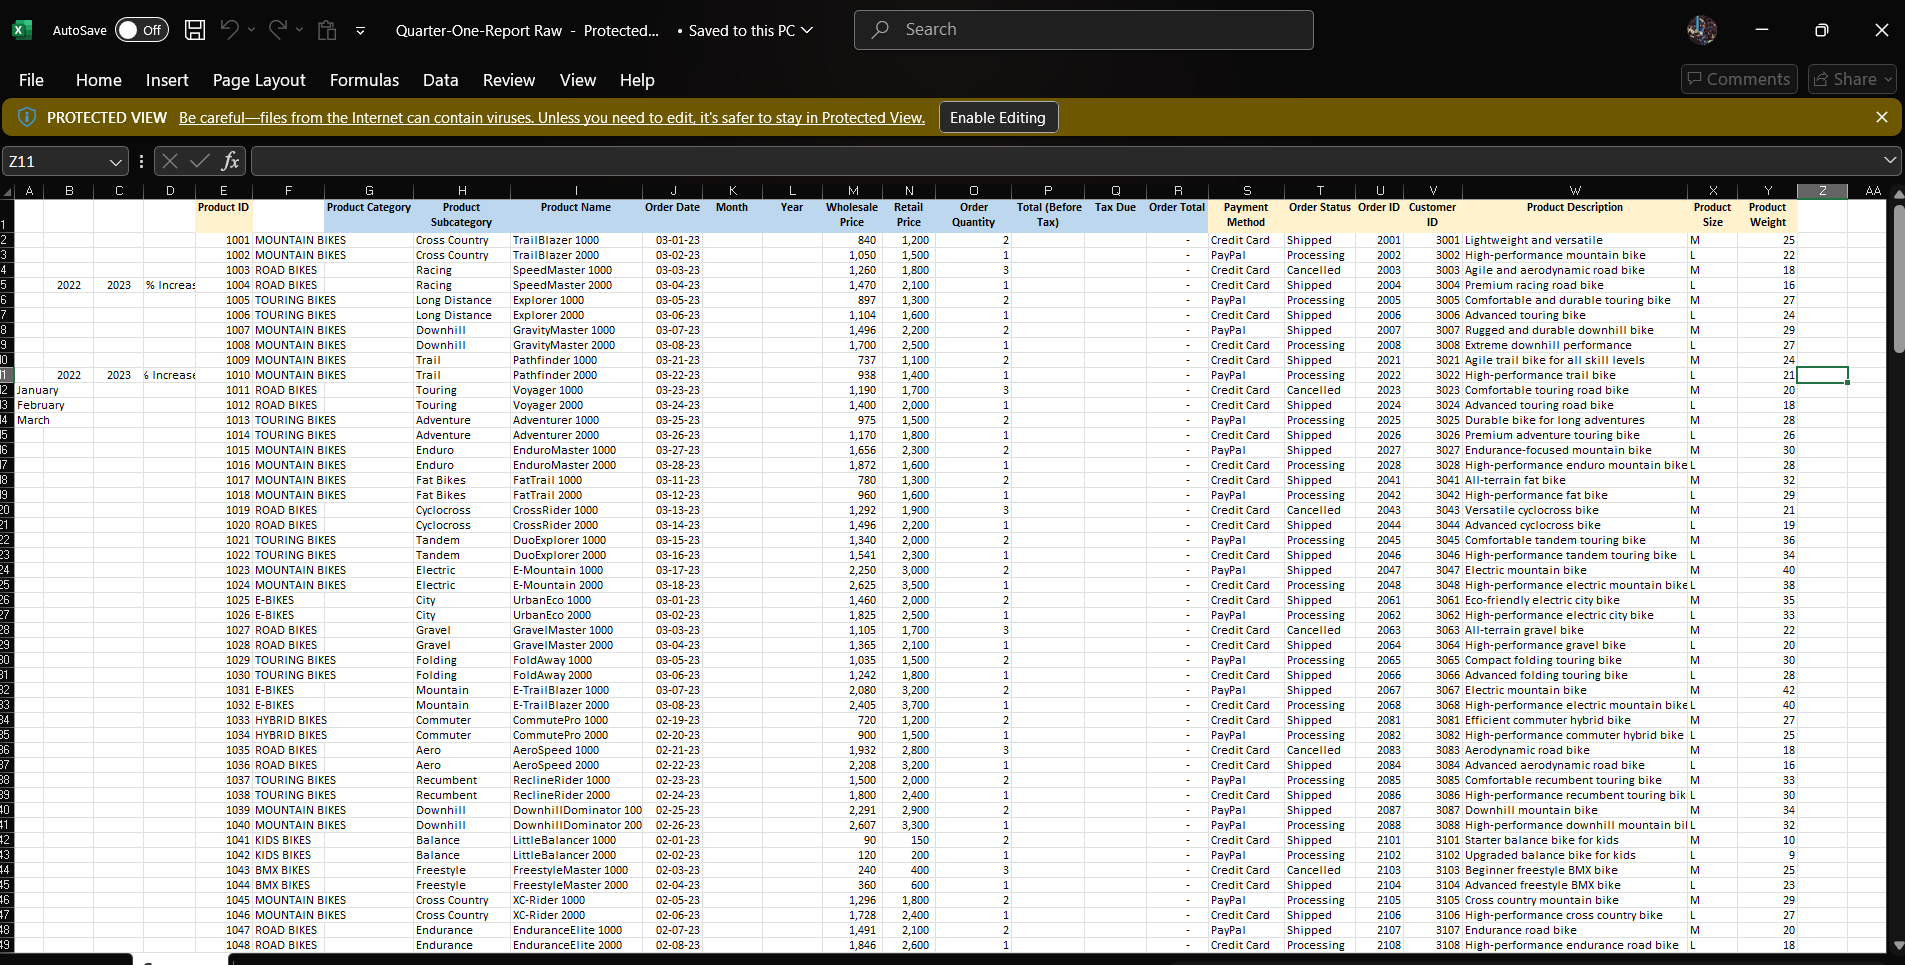 AutoSave Off Quarter-One-Report Raw - Protected... • Saved to this PC Search
File Home Insert Page Layout Formulas Data Review View Help Comments Share
PROTECTED VIEW Be careful—files from the Internet can contain viruses. Unless you need to edit, it's safer to stay in Protected View. Enable Editing
Z11 fx
A B C D E F G H I J K L M N O P Q R S T U V W X Y Z AA
Product ID Product Category Product Product Name Order Date Month Year Wholesale Retail Order Total (Before Tax Due Order Total Payment Order Status Order ID Customer Product Description Product Product
1 Subcategory Price Price Quantity Tax) Method ID Size Weight
2 1001 MOUNTAIN BIKES Cross Country TrailBlazer 1000 03-01-23 840 1,200 2 - Credit Card Shipped 2001 3001 Lightweight and versatile M 25
3 1002 MOUNTAIN BIKES Cross Country TrailBlazer 2000 03-02-23 1,050 1,500 1 - PayPal Processing 2002 3002 High-performance mountain bike L 22
4 1003 ROAD BIKES Racing SpeedMaster 1000 03-03-23 1,260 1,800 3 - Credit Card Cancelled 2003 3003 Agile and aerodynamic road bike M 18
5 2022 2023 % Increas 1004 ROAD BIKES Racing SpeedMaster 2000 03-04-23 1,470 2,100 1 - Credit Card Shipped 2004 3004 Premium racing road bike L 16
6 1005 TOURING BIKES Long Distance Explorer 1000 03-05-23 897 1,300 2 - PayPal Processing 2005 3005 Comfortable and durable touring bike M 27
7 1006 TOURING BIKES Long Distance Explorer 2000 03-06-23 1,104 1,600 1 - Credit Card Shipped 2006 3006 Advanced touring bike L 24
8 1007 MOUNTAIN BIKES Downhill GravityMaster 1000 03-07-23 1,496 2,200 2 - PayPal Shipped 2007 3007 Rugged and durable downhill bike M 29
9 1008 MOUNTAIN BIKES Downhill GravityMaster 2000 03-08-23 1,700 2,500 1 - Credit Card Processing 2008 3008 Extreme downhill performance L 27
10 1009 MOUNTAIN BIKES Trail Pathfinder 1000 03-21-23 737 1,100 2 - Credit Card Shipped 2021 3021 Agile trail bike for all skill levels M 24
11 2022 2023 % Increase 1010 MOUNTAIN BIKES Trail Pathfinder 2000 03-22-23 938 1,400 1 - PayPal Processing 2022 3022 High-performance trail bike L 21
12 January 1011 ROAD BIKES Touring Voyager 1000 03-23-23 1,190 1,700 3 - Credit Card Cancelled 2023 3023 Comfortable touring road bike M 20
13 February 1012 ROAD BIKES Touring Voyager 2000 03-24-23 1,400 2,000 1 - Credit Card Shipped 2024 3024 Advanced touring road bike L 18
14 March 1013 TOURING BIKES Adventure Adventurer 1000 03-25-23 975 1,500 2 - PayPal Processing 2025 3025 Durable bike for long adventures M 28
15 1014 TOURING BIKES Adventure Adventurer 2000 03-26-23 1,170 1,800 1 - Credit Card Shipped 2026 3026 Premium adventure touring bike L 26
16 1015 MOUNTAIN BIKES Enduro EnduroMaster 1000 03-27-23 1,656 2,300 2 - PayPal Shipped 2027 3027 Endurance-focused mountain bike M 30
17 1016 MOUNTAIN BIKES Enduro EnduroMaster 2000 03-28-23 1,872 1,600 1 - Credit Card Processing 2028 3028 High-performance enduro mountain bike L 28
18 1017 MOUNTAIN BIKES Fat Bikes FatTrail 1000 03-11-23 780 1,300 2 - Credit Card Shipped 2041 3041 All-terrain fat bike M 32
19 1018 MOUNTAIN BIKES Fat Bikes FatTrail 2000 03-12-23 960 1,600 1 - PayPal Processing 2042 3042 High-performance fat bike L 29
20 1019 ROAD BIKES Cyclocross CrossRider 1000 03-13-23 1,292 1,900 3 - Credit Card Cancelled 2043 3043 Versatile cyclocross bike M 21
21 1020 ROAD BIKES Cyclocross CrossRider 2000 03-14-23 1,496 2,200 1 - Credit Card Shipped 2044 3044 Advanced cyclocross bike L 19
22 1021 TOURING BIKES Tandem DuoExplorer 1000 03-15-23 1,340 2,000 2 - PayPal Processing 2045 3045 Comfortable tandem touring bike M 36
23 1022 TOURING BIKES Tandem DuoExplorer 2000 03-16-23 1,541 2,300 1 - Credit Card Shipped 2046 3046 High-performance tandem touring bike L 34
24 1023 MOUNTAIN BIKES Electric E-Mountain 1000 03-17-23 2,250 3,000 2 - PayPal Shipped 2047 3047 Electric mountain bike M 40
25 1024 MOUNTAIN BIKES Electric E-Mountain 2000 03-18-23 2,625 3,500 1 - Credit Card Processing 2048 3048 High-performance electric mountain bike L 38
26 1025 E-BIKES City UrbanEco 1000 03-01-23 1,460 2,000 2 - Credit Card Shipped 2061 3061 Eco-friendly electric city bike M 35
27 1026 E-BIKES City UrbanEco 2000 03-02-23 1,825 2,500 1 - PayPal Processing 2062 3062 High-performance electric city bike L 33
28 1027 ROAD BIKES Gravel GravelMaster 1000 03-03-23 1,105 1,700 3 - Credit Card Cancelled 2063 3063 All-terrain gravel bike M 22
29 1028 ROAD BIKES Gravel GravelMaster 2000 03-04-23 1,365 2,100 1 - Credit Card Shipped 2064 3064 High-performance gravel bike L 20
30 1029 TOURING BIKES Folding FoldAway 1000 03-05-23 1,035 1,500 2 - PayPal Processing 2065 3065 Compact folding touring bike M 30
31 1030 TOURING BIKES Folding FoldAway 2000 03-06-23 1,242 1,800 1 - Credit Card Shipped 2066 3066 Advanced folding touring bike L 28
32 1031 E-BIKES Mountain E-TrailBlazer 1000 03-07-23 2,080 3,200 2 - PayPal Shipped 2067 3067 Electric mountain bike M 42
33 1032 E-BIKES Mountain E-TrailBlazer 2000 03-08-23 2,405 3,700 1 - Credit Card Processing 2068 3068 High-performance electric mountain bike L 40
34 1033 HYBRID BIKES Commuter CommutePro 1000 02-19-23 720 1,200 2 - Credit Card Shipped 2081 3081 Efficient commuter hybrid bike M 27
35 1034 HYBRID BIKES Commuter CommutePro 2000 02-20-23 900 1,500 1 - PayPal Processing 2082 3082 High-performance commuter hybrid bike L 25
36 1035 ROAD BIKES Aero AeroSpeed 1000 02-21-23 1,932 2,800 3 - Credit Card Cancelled 2083 3083 Aerodynamic road bike M 18
37 1036 ROAD BIKES Aero AeroSpeed 2000 02-22-23 2,208 3,200 1 - Credit Card Shipped 2084 3084 Advanced aerodynamic road bike L 16
38 1037 TOURING BIKES Recumbent ReclineRider 1000 02-23-23 1,500 2,000 2 - PayPal Processing 2085 3085 Comfortable recumbent touring bike M 33
39 1038 TOURING BIKES Recumbent ReclineRider 2000 02-24-23 1,800 2,400 1 - Credit Card Shipped 2086 3086 High-performance recumbent touring bik L 30
40 1039 MOUNTAIN BIKES Downhill DownhillDominator 100 02-25-23 2,291 2,900 2 - PayPal Shipped 2087 3087 Downhill mountain bike M 34
41 1040 MOUNTAIN BIKES Downhill DownhillDominator 200 02-26-23 2,607 3,300 1 - PayPal Processing 2088 3088 High-performance downhill mountain bil L 32
42 1041 KIDS BIKES Balance LittleBalancer 1000 02-01-23 90 150 2 - Credit Card Shipped 2101 3101 Starter balance bike for kids M 10
43 1042 KIDS BIKES Balance LittleBalancer 2000 02-02-23 120 200 1 - PayPal Processing 2102 3102 Upgraded balance bike for kids L 9
44 1043 BMX BIKES Freestyle FreestyleMaster 1000 02-03-23 240 400 3 - Credit Card Cancelled 2103 3103 Beginner freestyle BMX bike M 25
45 1044 BMX BIKES Freestyle FreestyleMaster 2000 02-04-23 360 600 1 - Credit Card Shipped 2104 3104 Advanced freestyle BMX bike L 23
46 1045 MOUNTAIN BIKES Cross Country XC-Rider 1000 02-05-23 1,296 1,800 2 - PayPal Processing 2105 3105 Cross country mountain bike M 29
47 1046 MOUNTAIN BIKES Cross Country XC-Rider 2000 02-06-23 1,728 2,400 1 - Credit Card Shipped 2106 3106 High-performance cross country bike L 27
48 1047 ROAD BIKES Endurance EnduranceElite 1000 02-07-23 1,491 2,100 2 - PayPal Shipped 2107 3107 Endurance road bike M 20
49 1048 ROAD BIKES Endurance EnduranceElite 2000 02-08-23 1,846 2,600 1 - Credit Card Processing 2108 3108 High-performance endurance road bike L 18